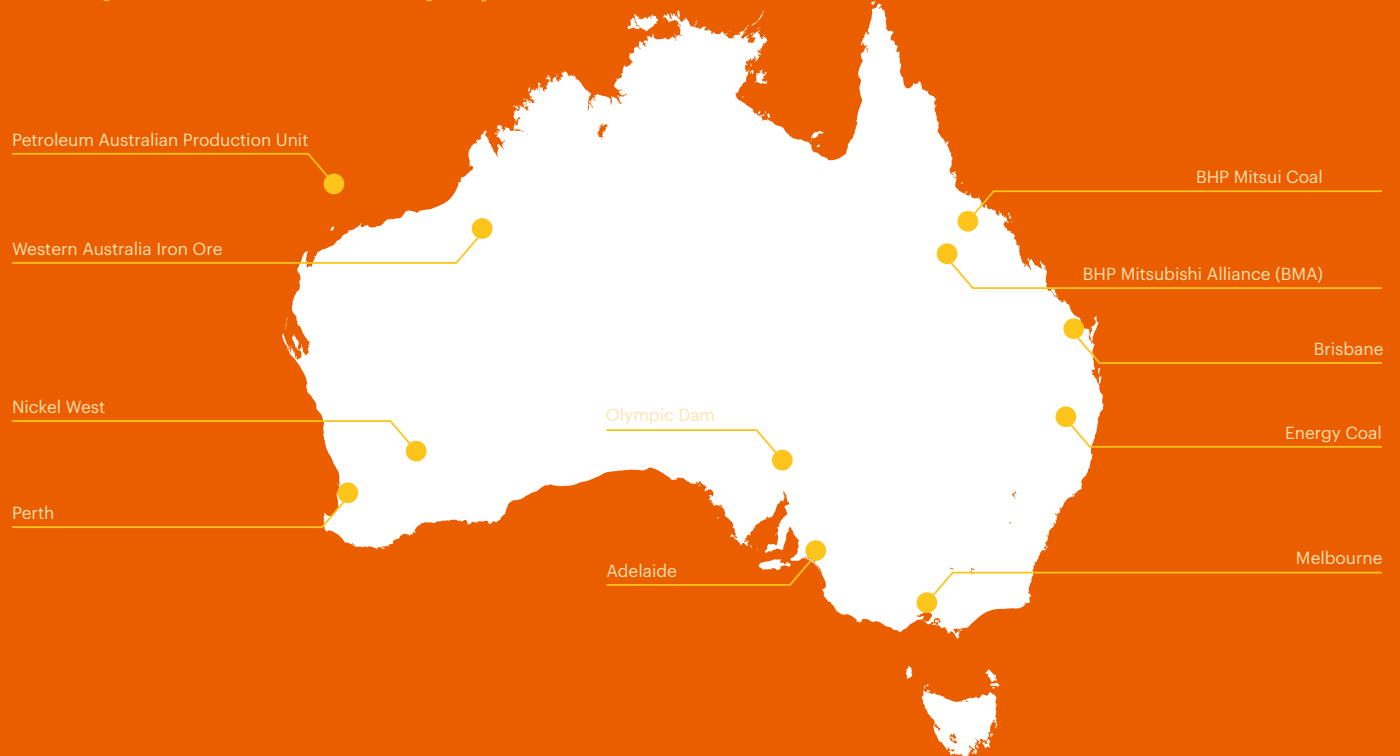 Petroleum Australian Production Unit
BHP Mitsui Coal
Western Australia Iron Ore
BHP Mitsubishi Alliance (BMA)
Brisbane
Nickel West
Olympic Dam
Energy Coal
Perth
Adelaide
Melbourne